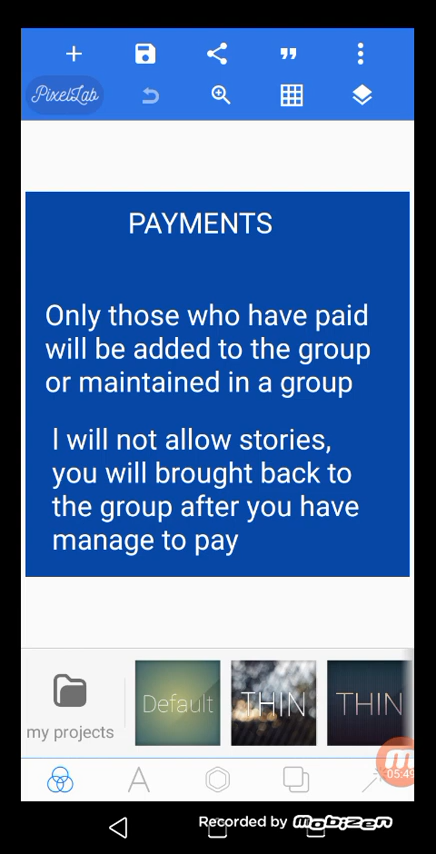 PixelLab
PAYMENTS
Only those who have paid
will be added to the group
or maintained in a group
I will not allow stories,
you will brought back to
the group after you have
manage to pay
my projects
Default
THIN
THIN
A
05:49
Recorded by mobizen